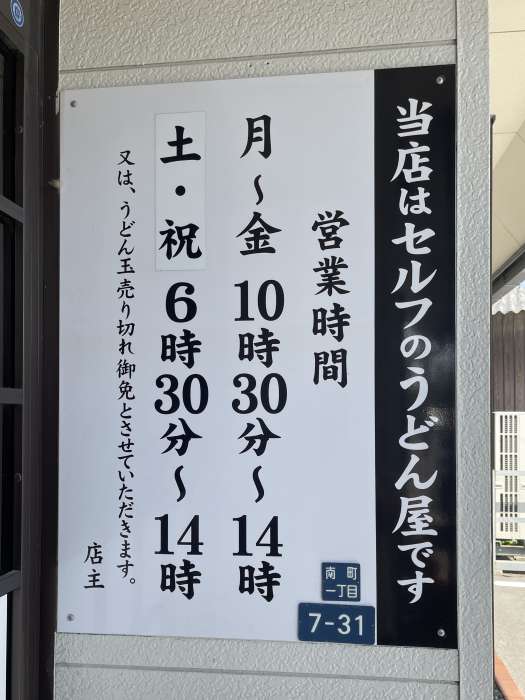 当店はセルフのうどん屋です
営業時間
月〜金 10時30分〜14時
土・祝 6時30分〜14時
又は、うどん玉売り切れ御免とさせていただきます。
店主
南町
一丁目
7-31